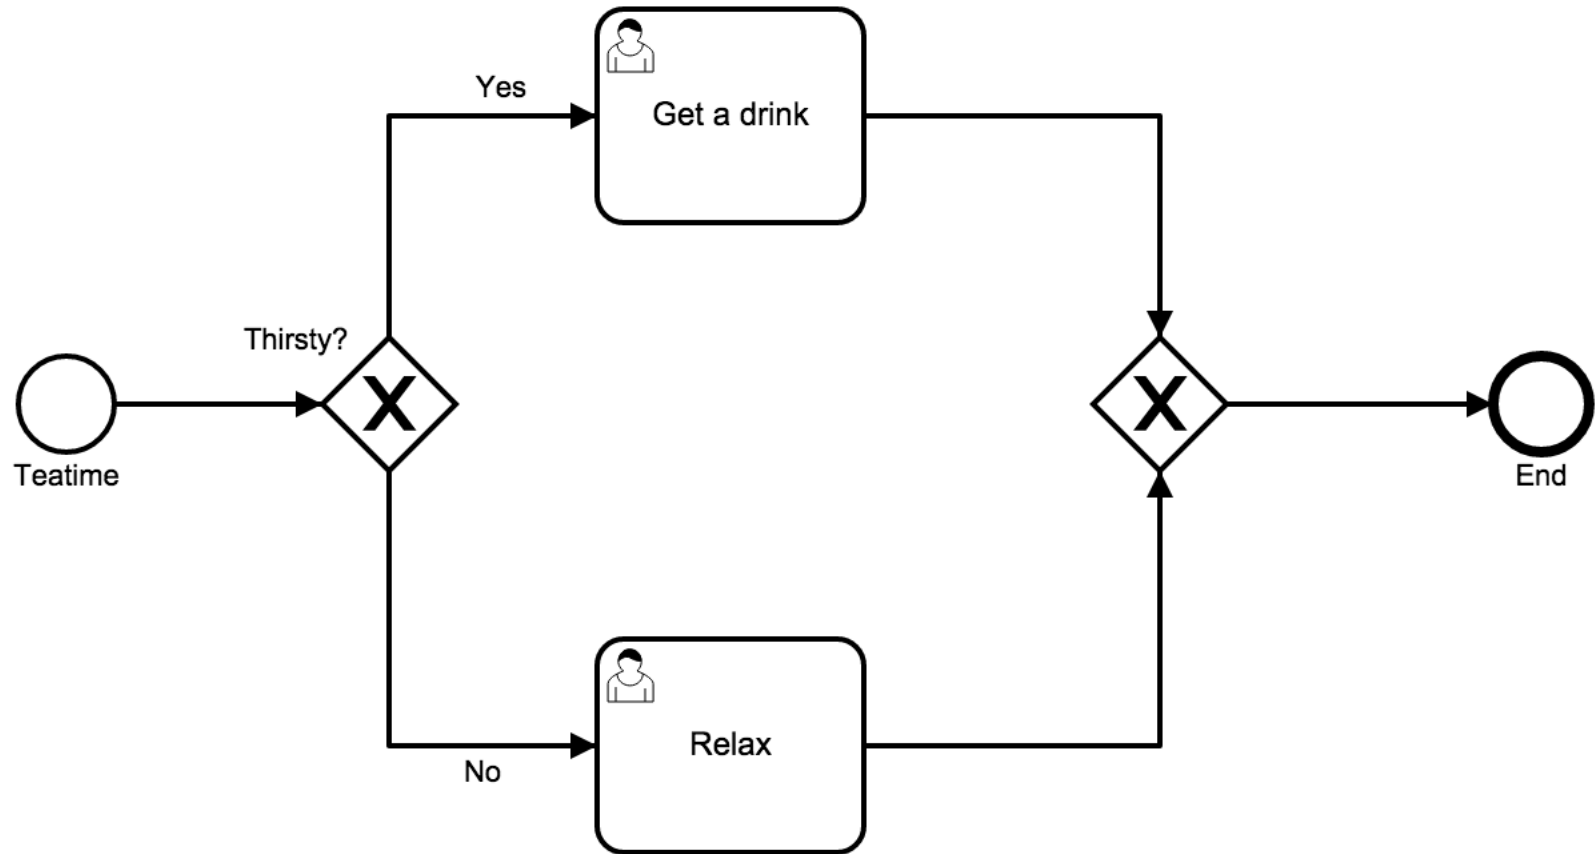 Yes
Get a drink
Thirsty?
X
X
Teatime
End
Relax
No